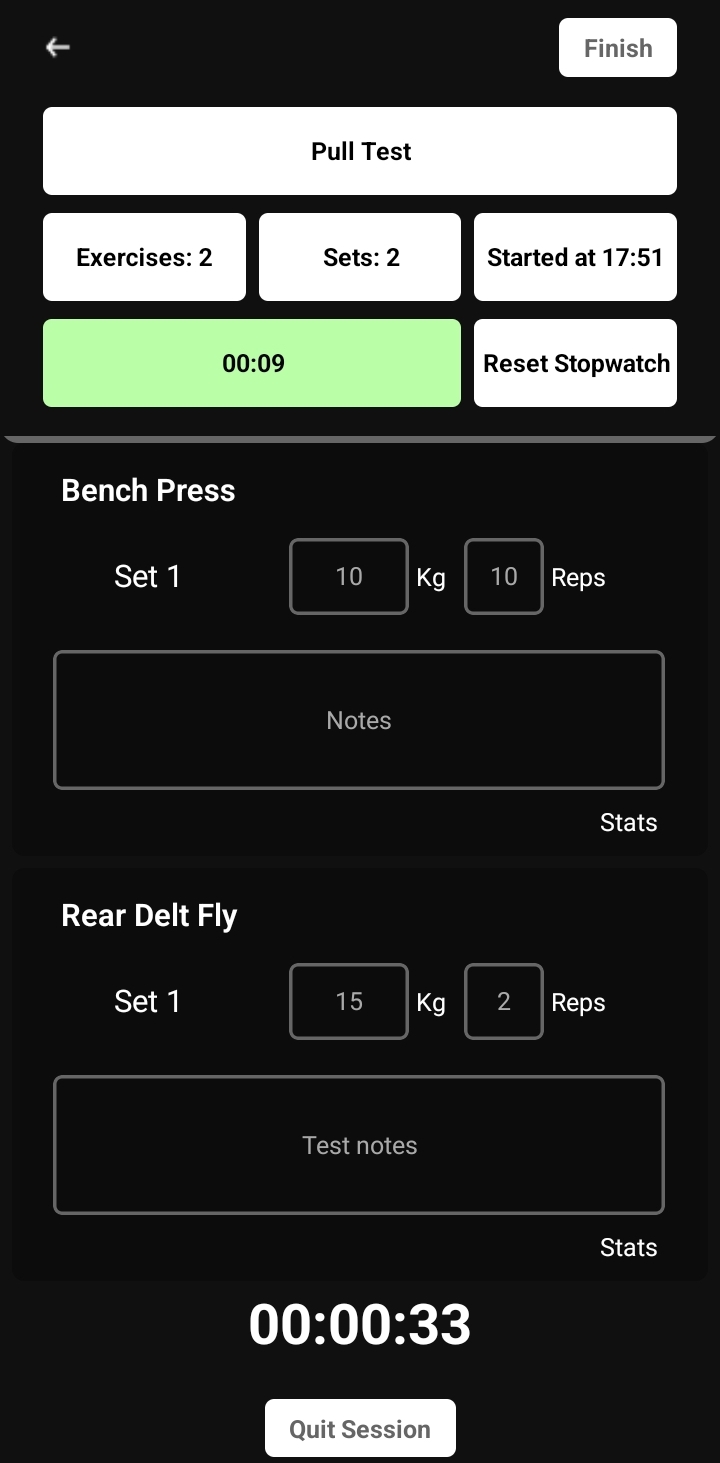 Finish
Pull Test
Exercises: 2
Sets: 2
Started at 17:51
00:09
Reset Stopwatch
Bench Press
Set 1 10 Kg 10 Reps
Notes
Stats
Rear Delt Fly
Set 1 15 Kg 2 Reps
Test notes
Stats
00:00:33
Quit Session